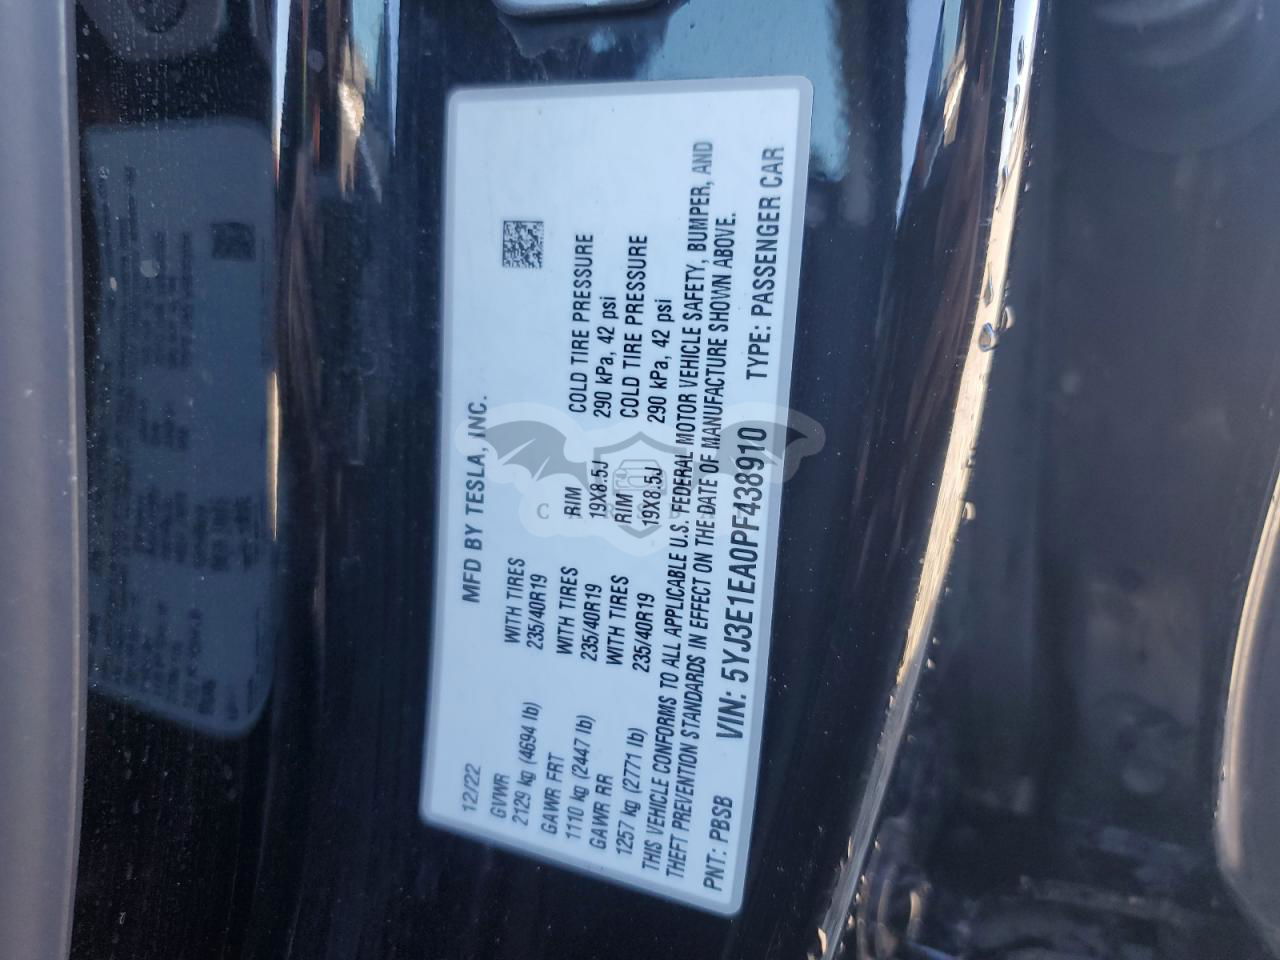 MFD BY TESLA, INC.
12/22
GVWR WITH TIRES RIM COLD TIRE PRESSURE
2129 kg (4694 lb) 235/40R19 19X8.5J 290 kPa, 42 psi
GAWR FRT WITH TIRES RIM COLD TIRE PRESSURE
1110 kg (2447 lb) 235/40R19 19X8.5J 290 kPa, 42 psi
GAWR RR WITH TIRES
1257 kg (2771 lb) 235/40R19
THIS VEHICLE CONFORMS TO ALL APPLICABLE U.S. FEDERAL MOTOR VEHICLE SAFETY, BUMPER, AND
THEFT PREVENTION STANDARDS IN EFFECT ON THE DATE OF MANUFACTURE SHOWN ABOVE.
PNT: PBSB VIN: 5YJ3E1EA0PF438910 TYPE: PASSENGER CAR